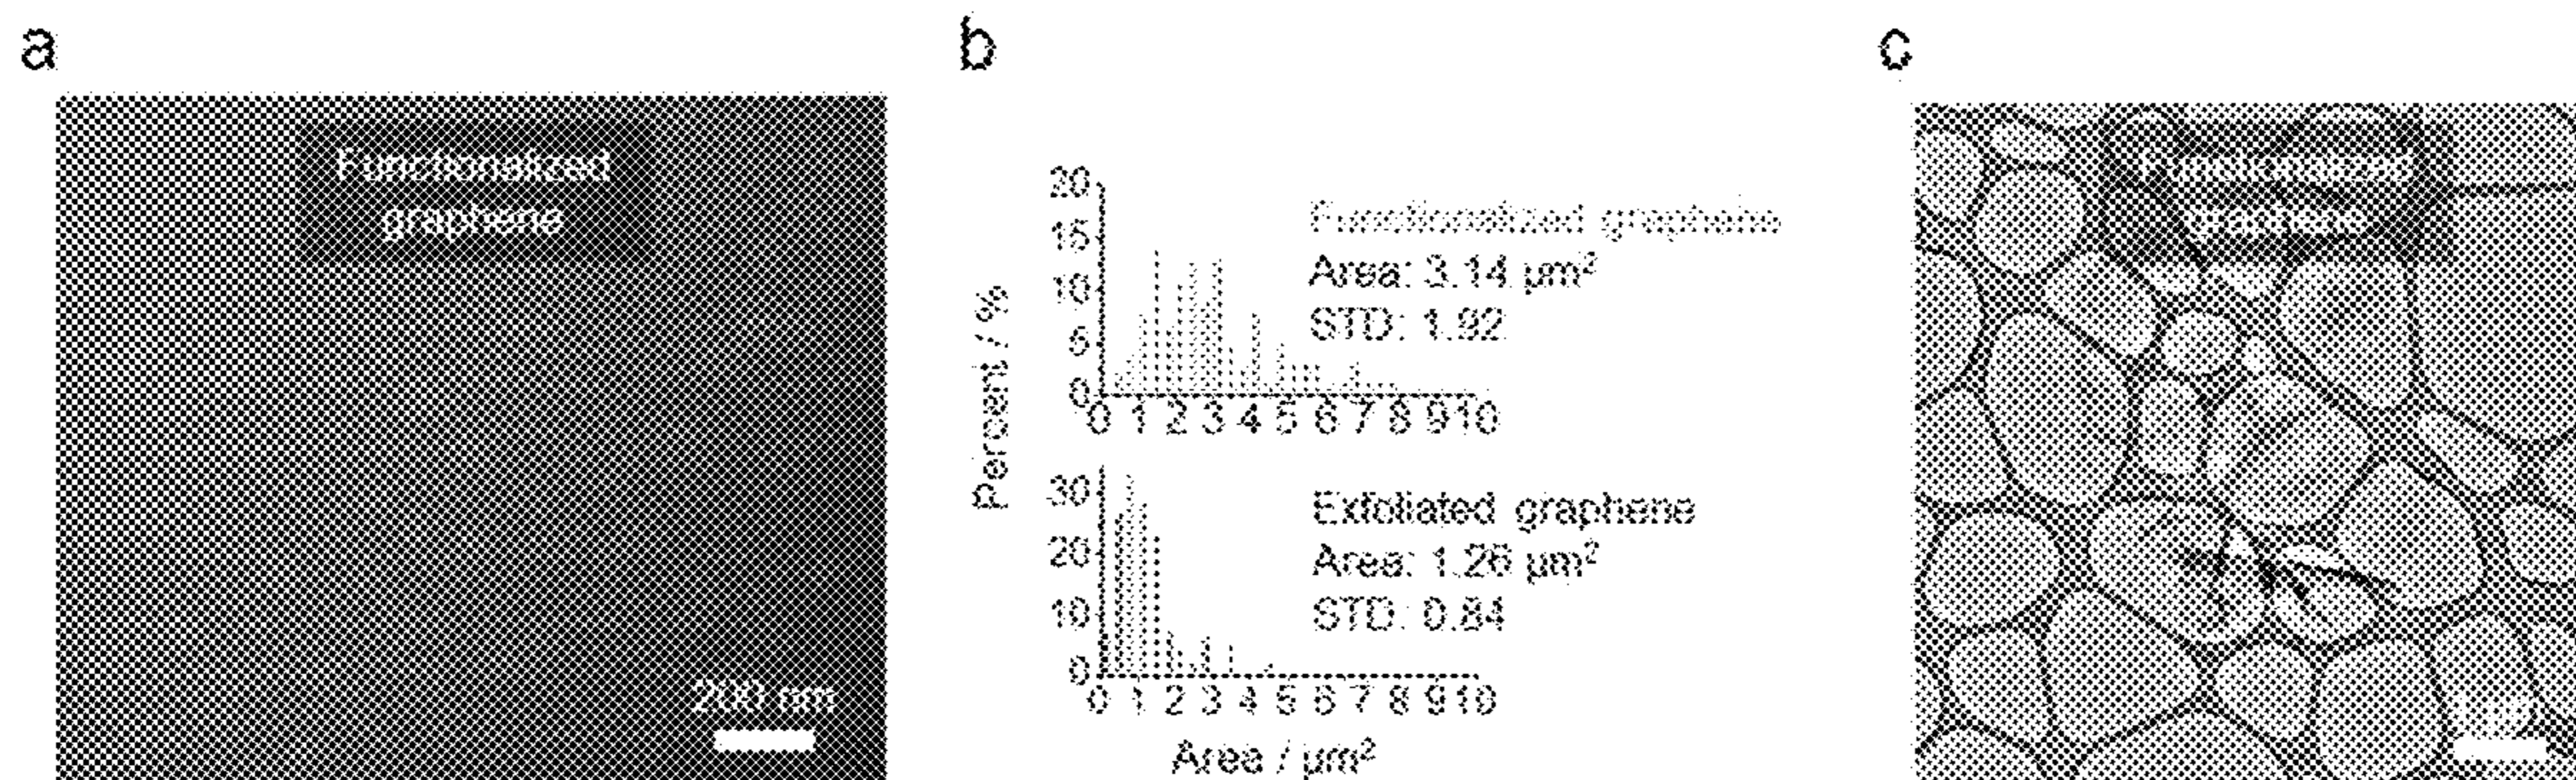 a
Functionalized
graphene
200 nm
b
Percent / %
20
15
10
5
0
0 1 2 3 4 5 6 7 8 9 10
Functionalized graphene
Area: 3.14 µm²
STD: 1.92
30
20
10
0
0 1 2 3 4 5 6 7 8 9 10
Exfoliated graphene
Area: 1.26 µm²
STD: 0.84
Area / µm²
c
Functionalized
graphene